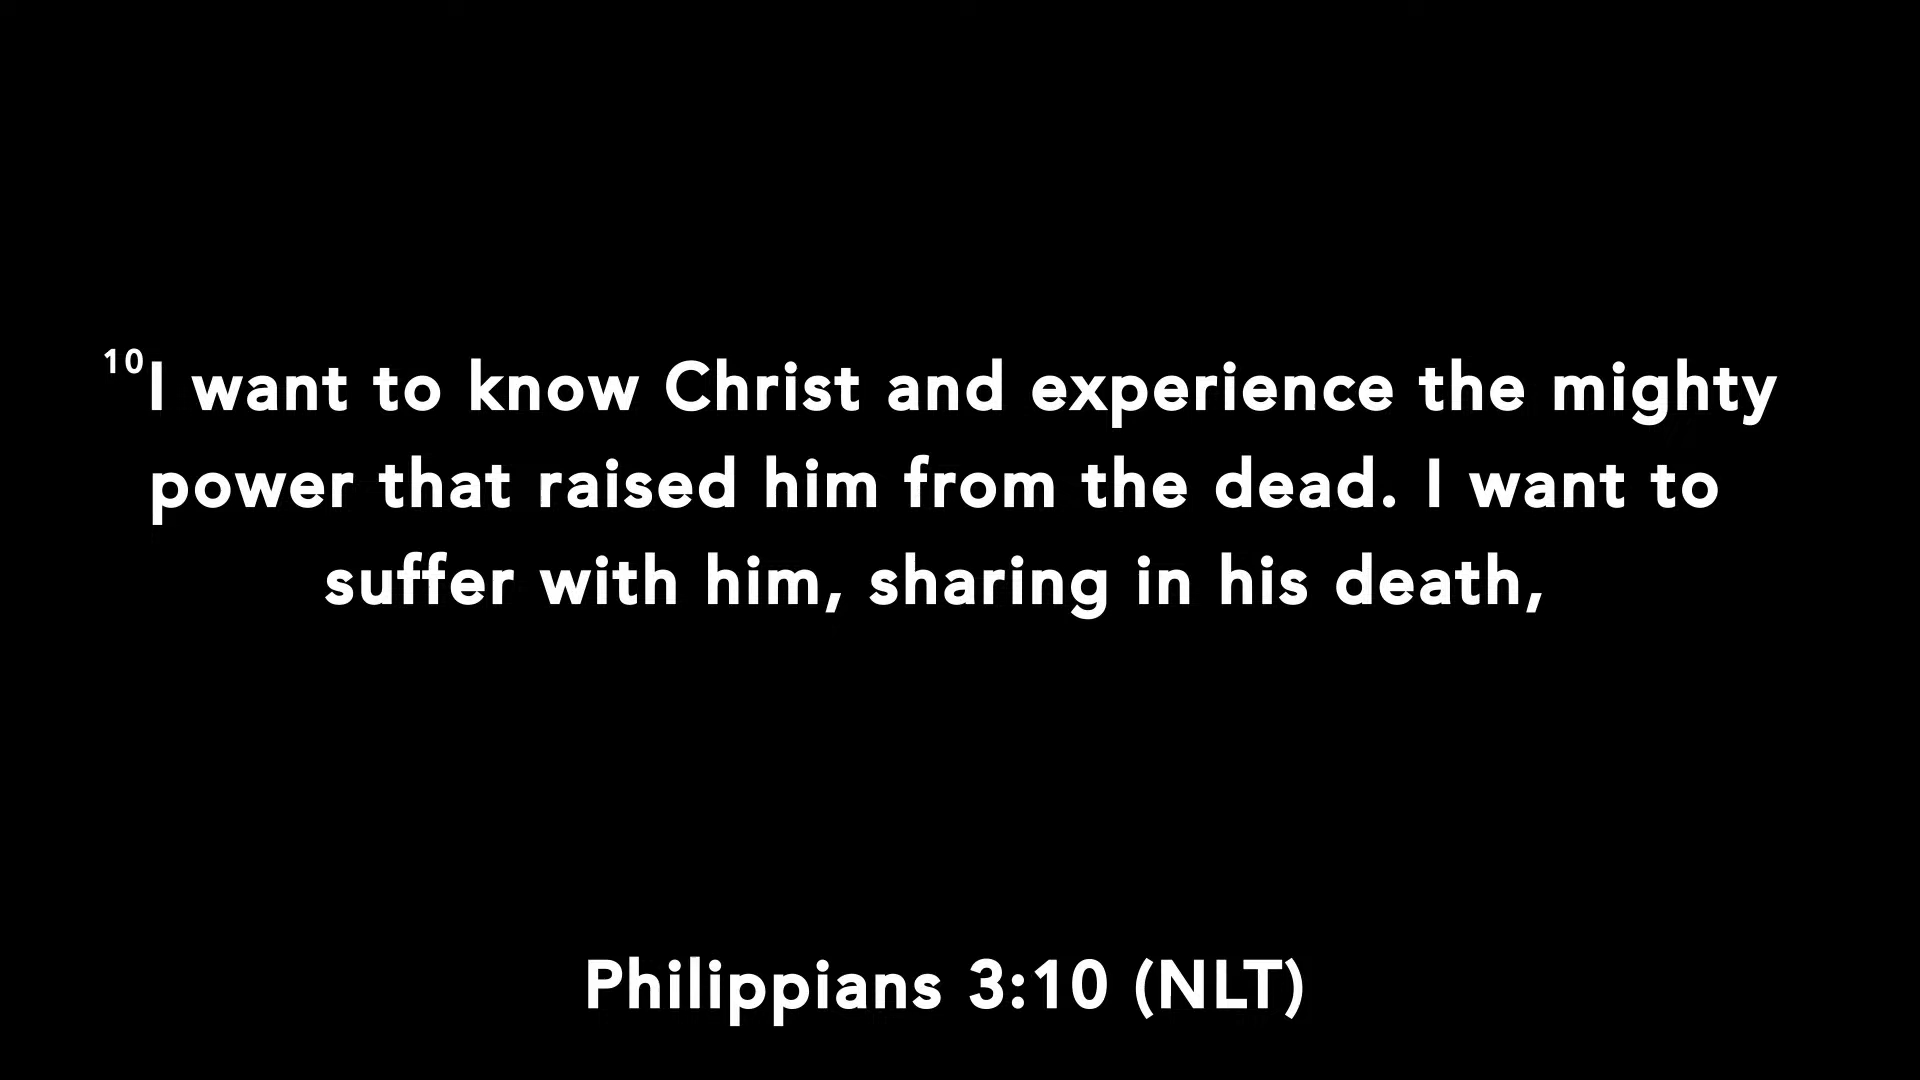 10I want to know Christ and experience the mighty
power that raised him from the dead. I want to
suffer with him, sharing in his death,
Philippians 3:10 (NLT)